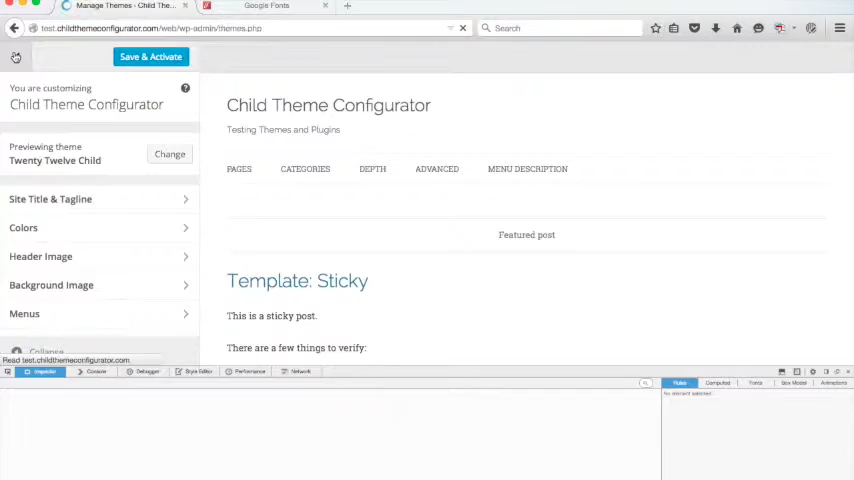 Manage Themes - Child The...
Google Fonts
test.childthemeconfigurator.com/web/wp-admin/themes.php
Search
Save & Activate
You are customizing
Child Theme Configurator
Previewing theme
Twenty Twelve Child
Change
Site Title & Tagline
Colors
Header Image
Background Image
Menus
Collapse
Read test.childthemeconfigurator.com
Child Theme Configurator
Testing Themes and Plugins
PAGES CATEGORIES DEPTH ADVANCED MENU DESCRIPTION
Featured post
Template: Sticky
This is a sticky post.
There are a few things to verify:
Inspector Console Debugger Style Editor Performance Network
Rules Computed Fonts Box Model Animations
No element selected.